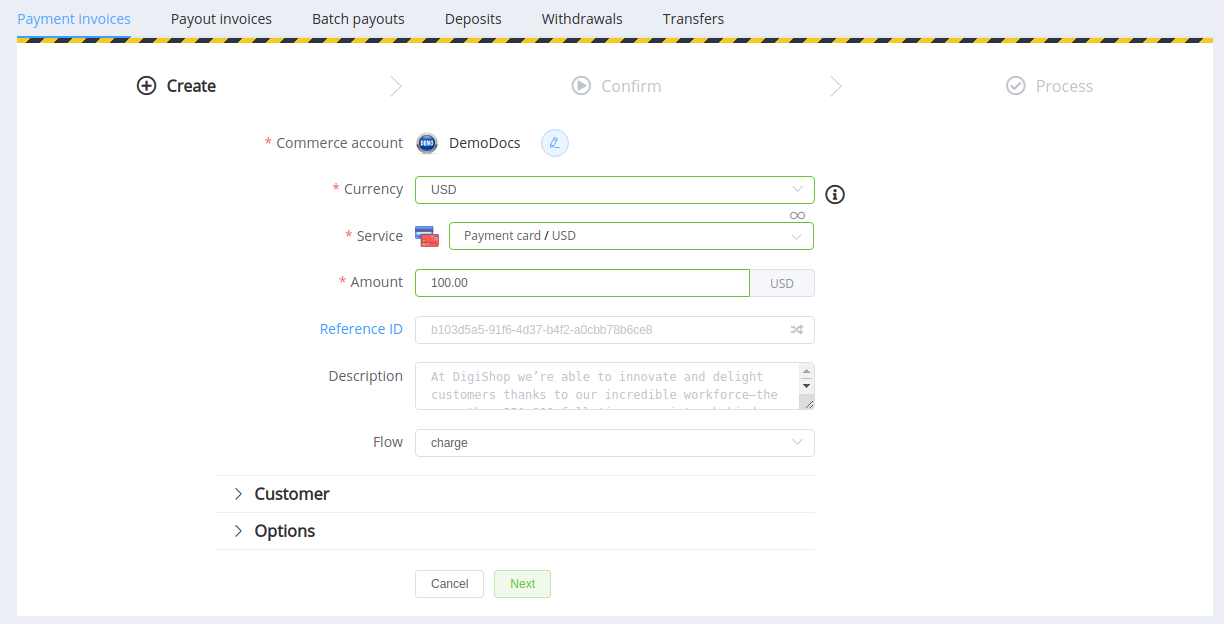 Payment invoices Payout invoices Batch payouts Deposits Withdrawals Transfers
Create Confirm Process
* Commerce account DEMO DemoDocs
* Currency USD
* Service Payment card / USD
* Amount 100.00 USD
Reference ID b103d5a5-91f6-4d37-b4f2-a0cbb78b6ce8
Description At DigiShop we’re able to innovate and delight
customers thanks to our incredible workforce—the
Flow charge
Customer
Options
Cancel Next